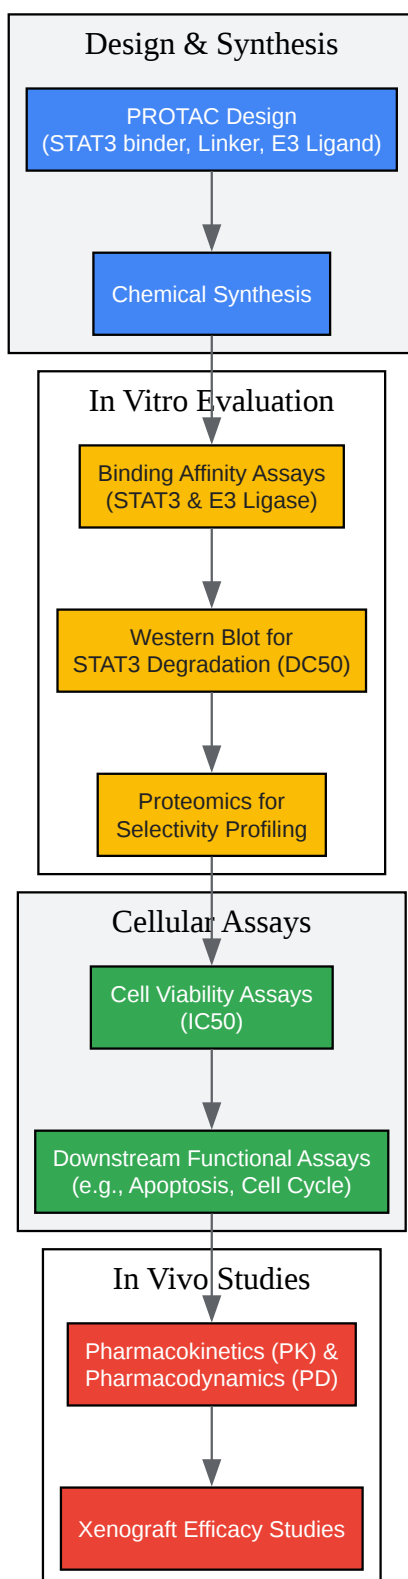 Design & Synthesis
PROTAC Design
(STAT3 binder, Linker, E3 Ligand)
Chemical Synthesis
In Vitro Evaluation
Binding Affinity Assays
(STAT3 & E3 Ligase)
Western Blot for
STAT3 Degradation (DC50)
Proteomics for
Selectivity Profiling
Cellular Assays
Cell Viability Assays
(IC50)
Downstream Functional Assays
(e.g., Apoptosis, Cell Cycle)
In Vivo Studies
Pharmacokinetics (PK) &
Pharmacodynamics (PD)
Xenograft Efficacy Studies